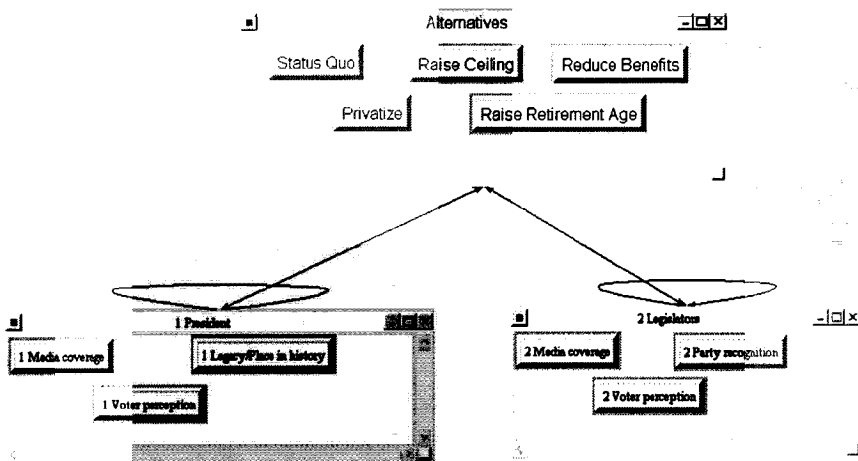 Alternatives
Status Quo
Raise Ceiling
Reduce Benefits
Privatize
Raise Retirement Age
1 President
1 Media coverage
1 Legacy/Place in history
1 Voter perception
2 Legislators
2 Media coverage
2 Party recognition
2 Voter perception